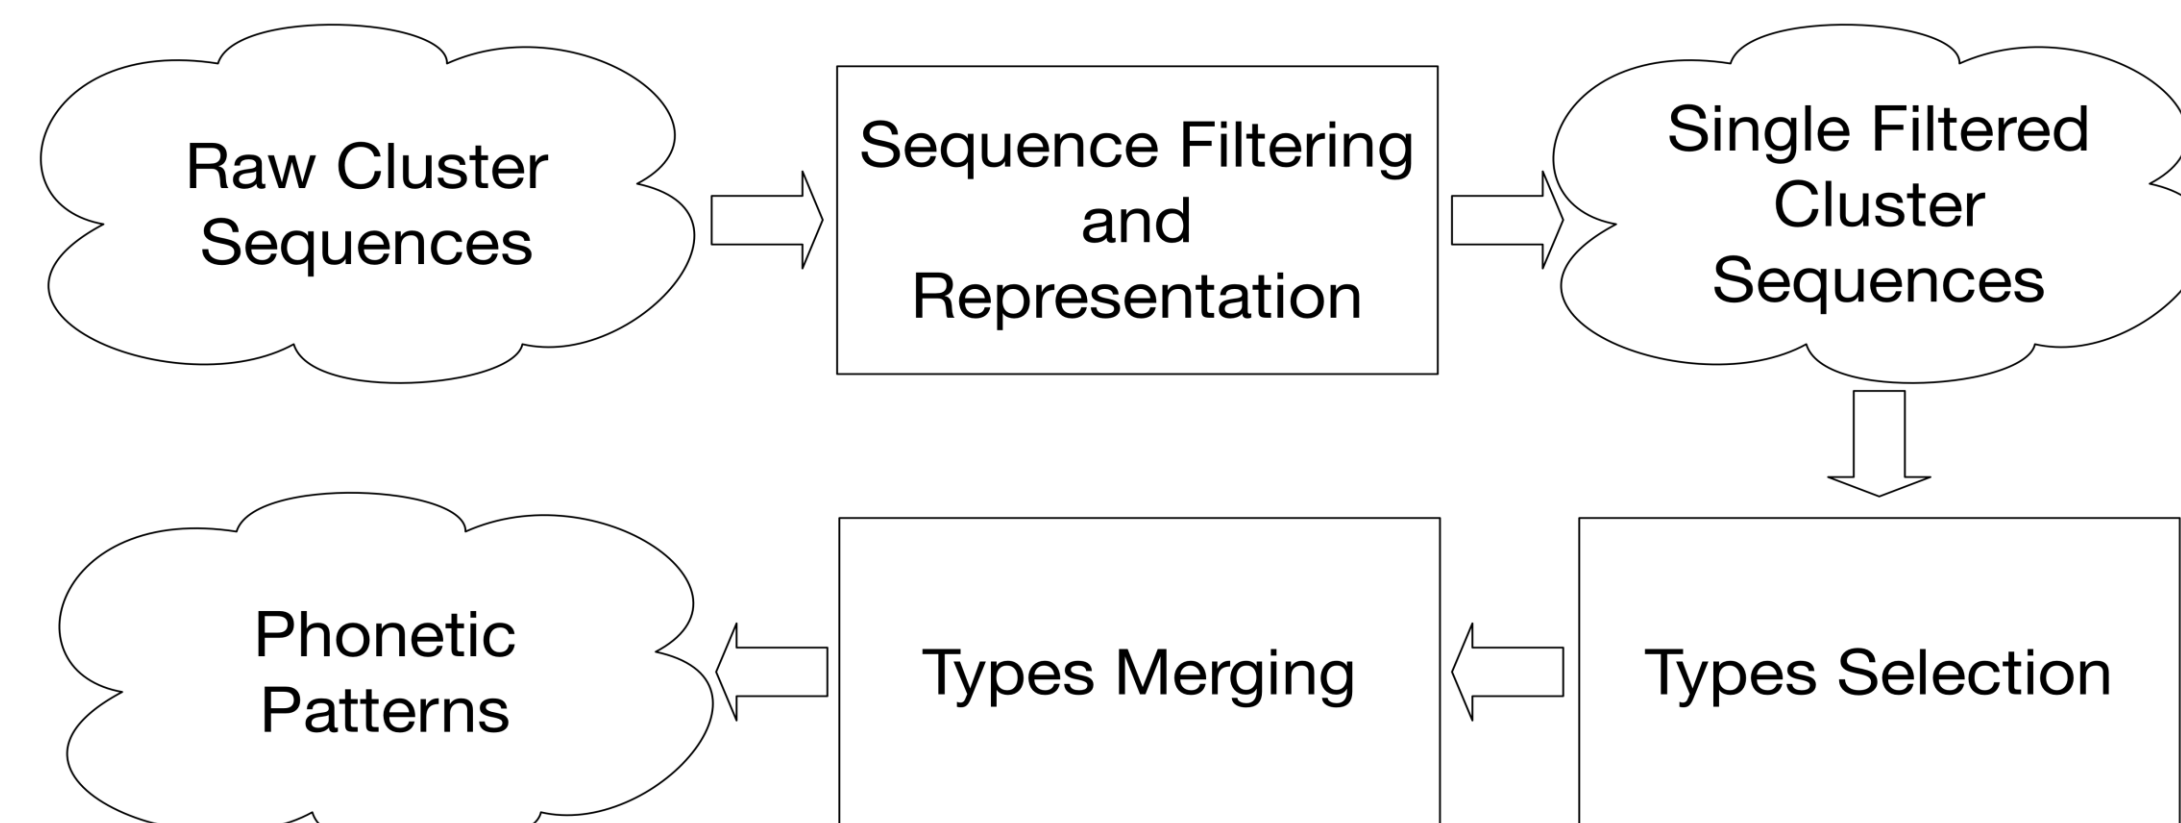 Raw Cluster
Sequences
Sequence Filtering
and
Representation
Single Filtered
Cluster
Sequences
Phonetic
Patterns
Types Merging
Types Selection